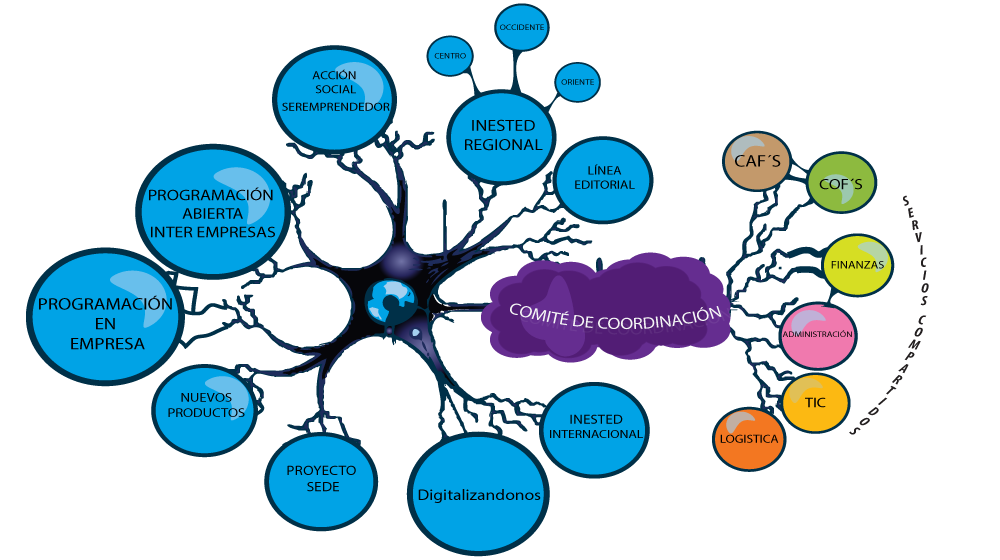 OCCIDENTE
CENTRO
ORIENTE
ACCIÓN
SOCIAL
SEREMPRENDEDOR
INESTED
REGIONAL
LÍNEA
EDITORIAL
PROGRAMACIÓN
ABIERTA
INTER EMPRESAS
PROGRAMACIÓN
EN
EMPRESA
NUEVOS
PRODUCTOS
PROYECTO
SEDE
Digitalizandonos
INESTED
INTERNACIONAL
COMITÉ DE COORDINACIÓN
CAF´S
COF´S
FINANZAS
ADMINISTRACIÓN
TIC
LOGISTICA
SERVICIOS COMPARTIDOS